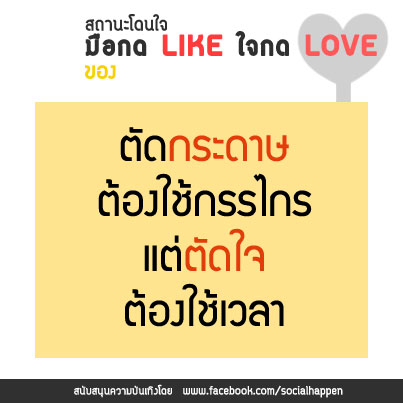 สถานะโดนใจ
มือกด LIKE ใจกด LOVE
ของ
ตัดกระดาษ
ต้องใช้กรรไกร
แต่ตัดใจ
ต้องใช้เวลา
สนับสนุนความบันเทิงโดย www.facebook.com/socialhappen